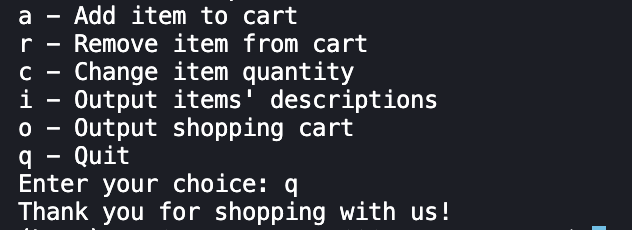 a – Add item to cart
r – Remove item from cart
c – Change item quantity
i – Output items' descriptions
o – Output shopping cart
q – Quit
Enter your choice: q
Thank you for shopping with us!